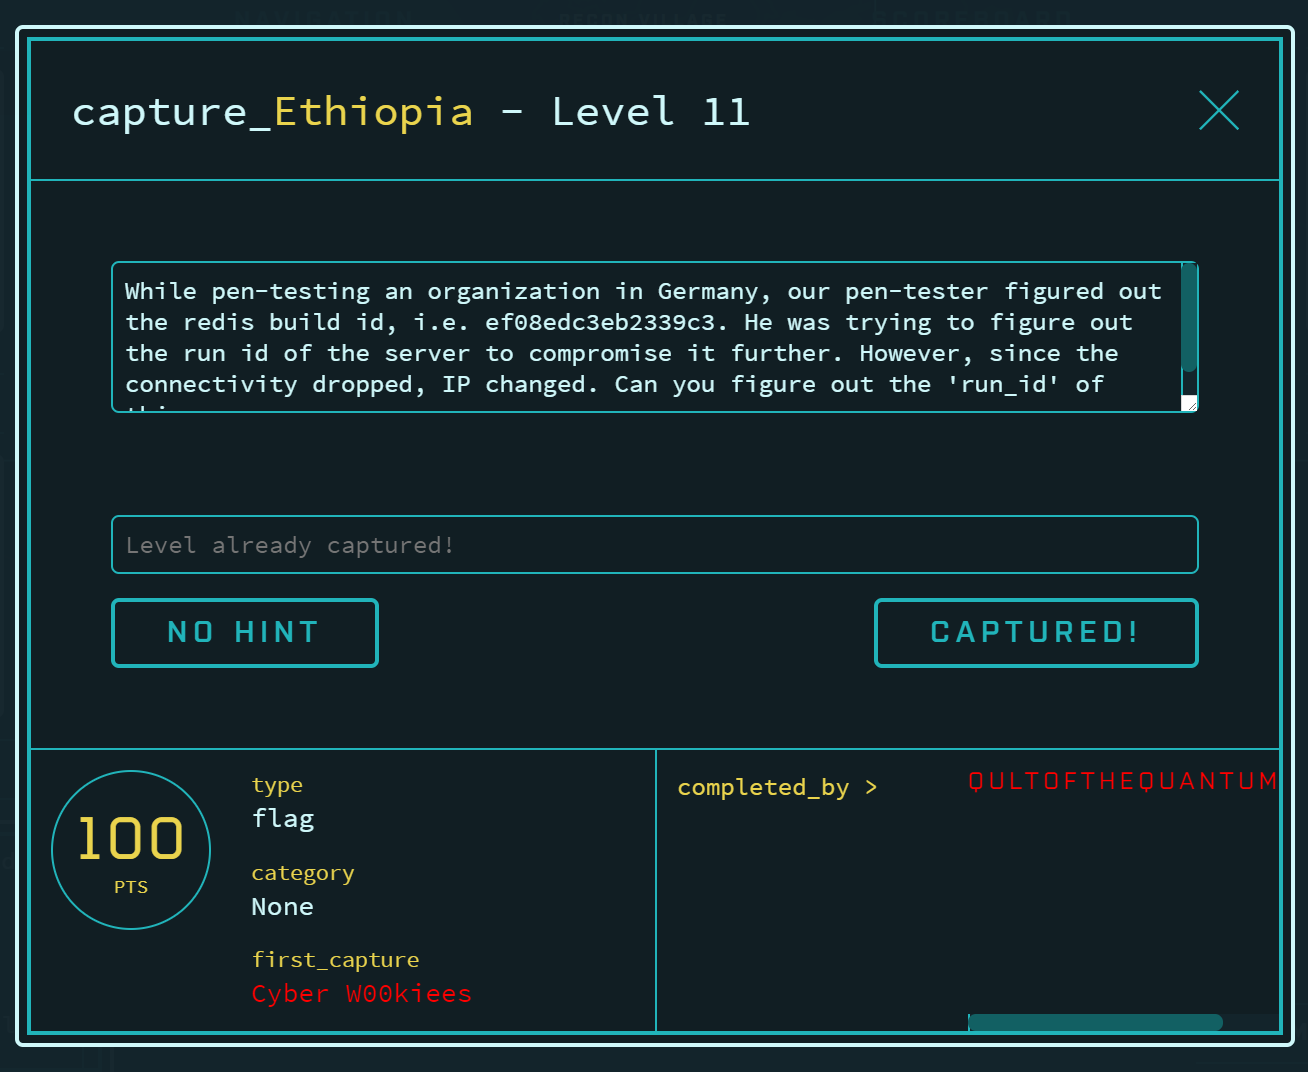 capture_Ethiopia - Level 11
While pen-testing an organization in Germany, our pen-tester figured out
the redis build id, i.e. ef08edc3eb2339c3. He was trying to figure out
the run id of the server to compromise it further. However, since the
connectivity dropped, IP changed. Can you figure out the 'run_id' of
Level already captured!
NO HINT
CAPTURED!
100
PTS
type
flag
category
None
first_capture
Cyber W00kiees
completed_by >
QULTOFTHEQUANTUM